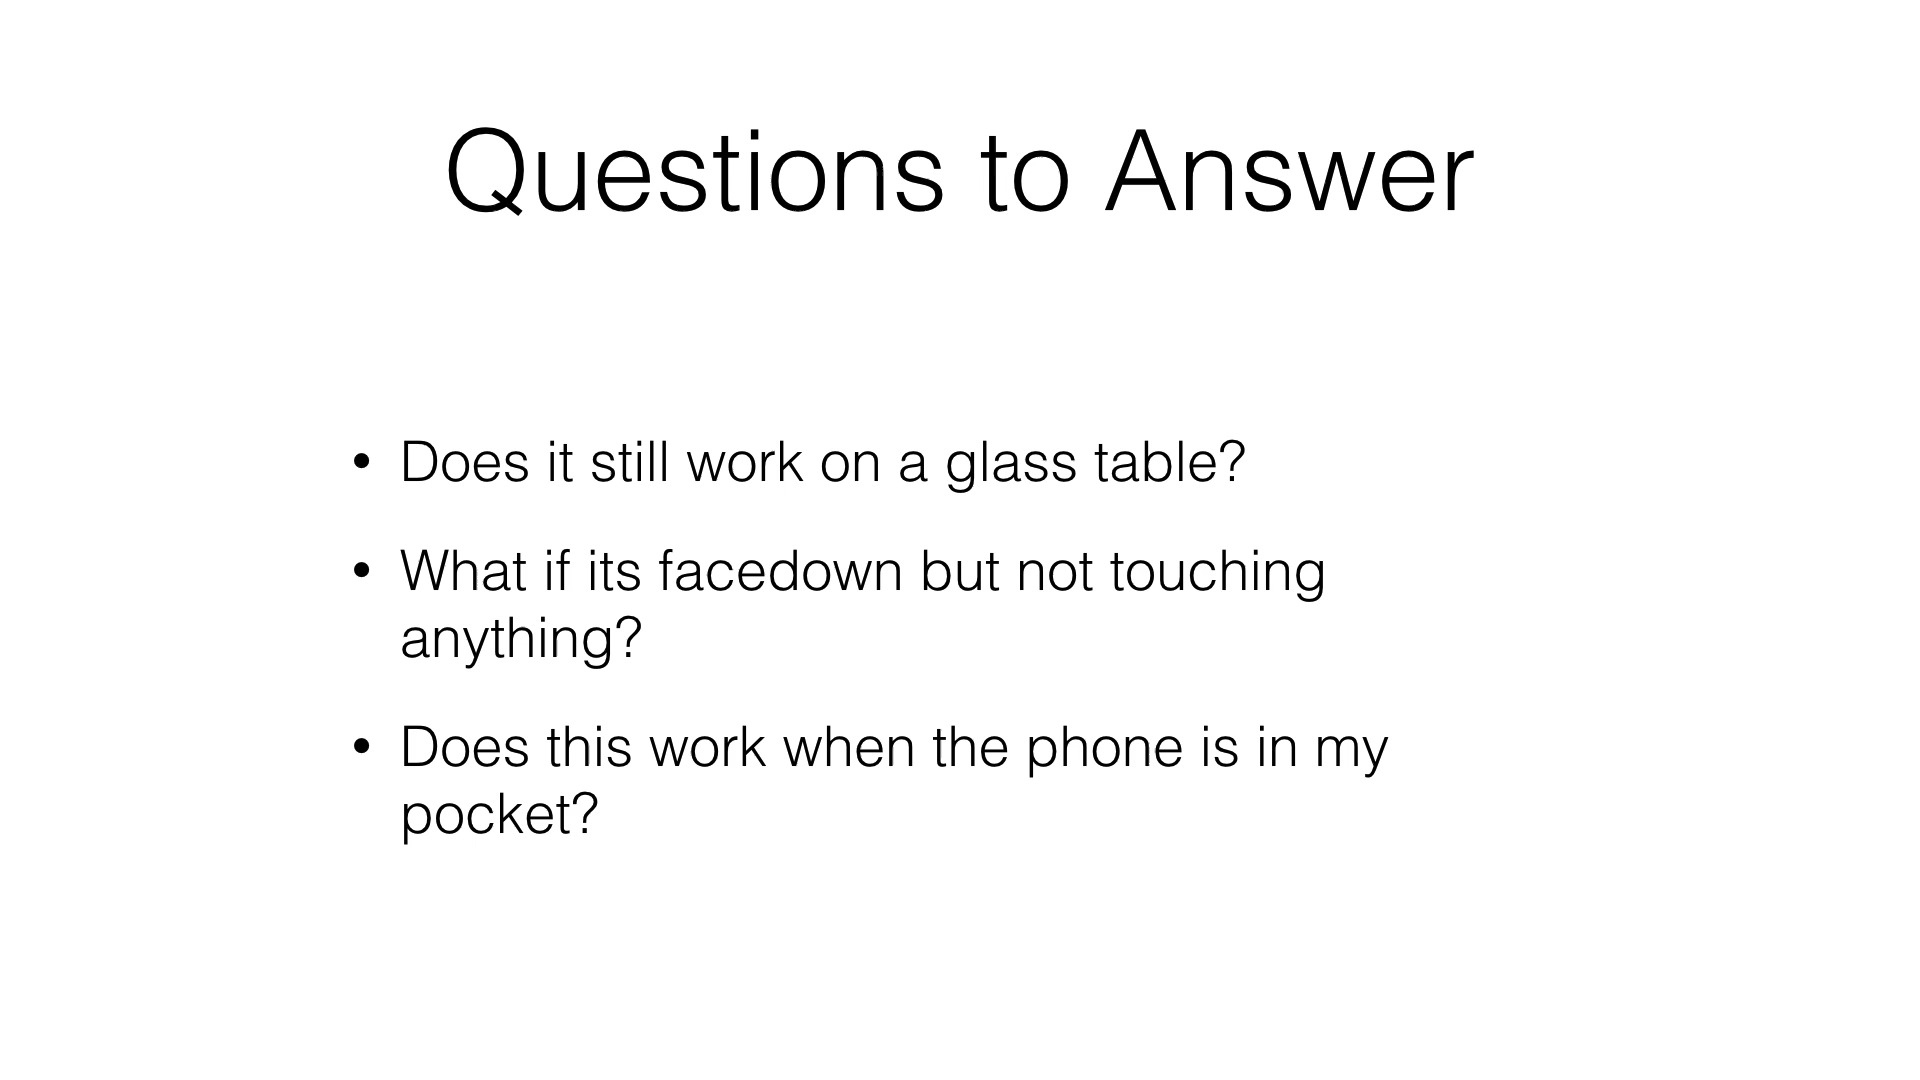 Questions to Answer
• Does it still work on a glass table?
• What if its facedown but not touching
anything?
• Does this work when the phone is in my
pocket?